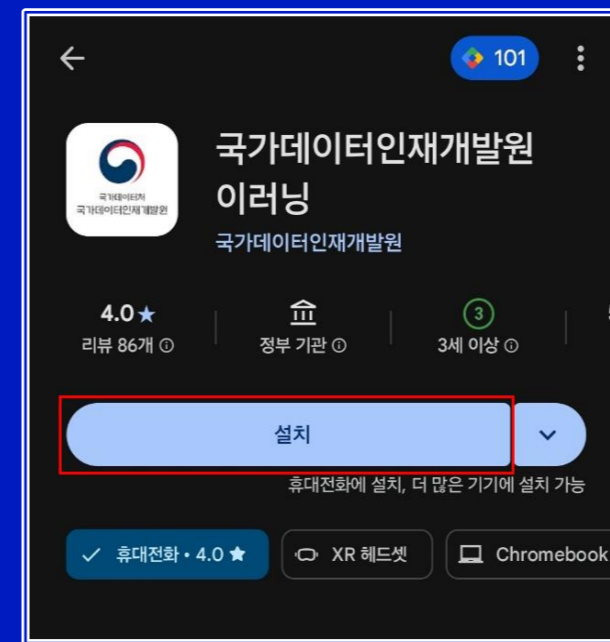 101
국가데이터처
국가데이터인재개발원
국가데이터인재개발원
이러닝
국가데이터인재개발원
4.0★
리뷰 86개 ⓘ
정부 기관 ⓘ
3
3세 이상 ⓘ
설치
휴대전화에 설치, 더 많은 기기에 설치 가능
✓ 휴대전화 • 4.0 ★
XR 헤드셋
Chromebook